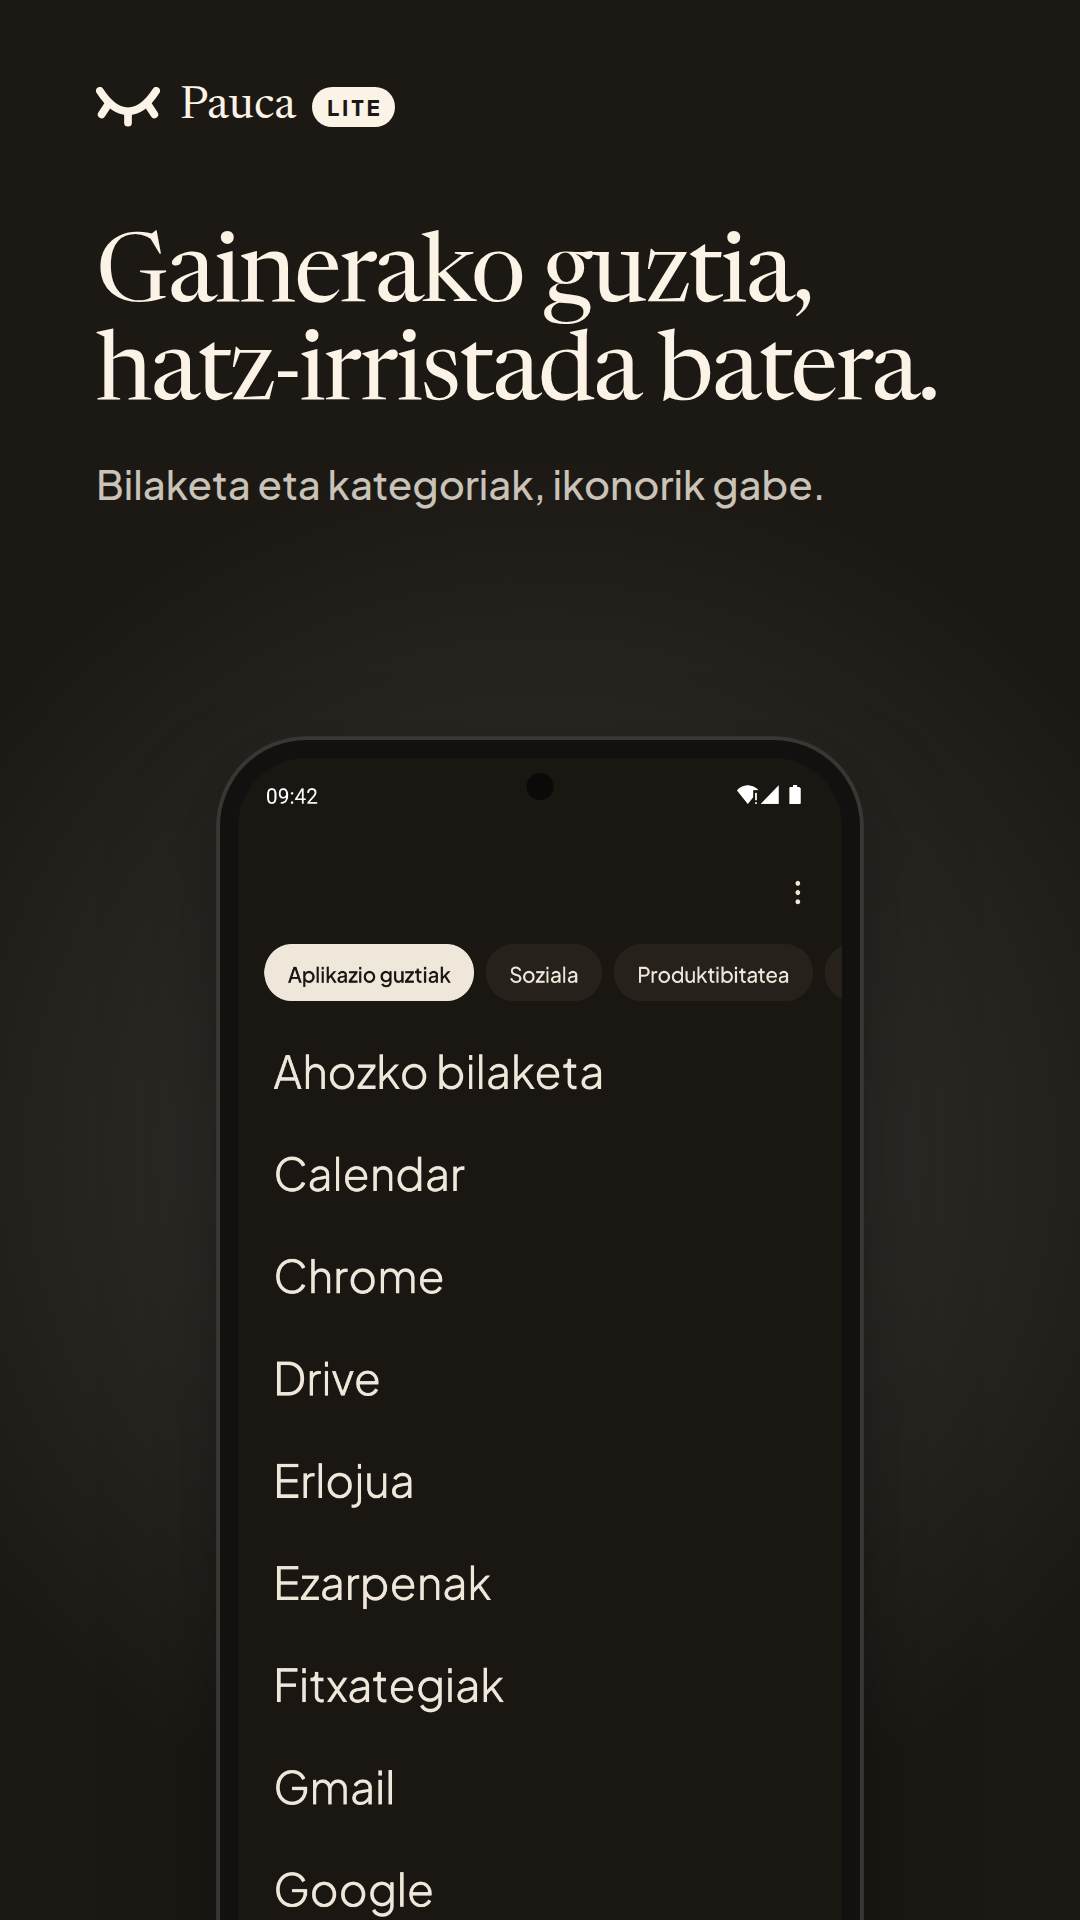 Pauca LITE
Gainerako guztia,
hatz-irristada batera.
Bilaketa eta kategoriak, ikonorik gabe.
09:42
Aplikazio guztiak Soziala Produktibitatea
Ahozko bilaketa
Calendar
Chrome
Drive
Erlojua
Ezarpenak
Fitxategiak
Gmail
Google